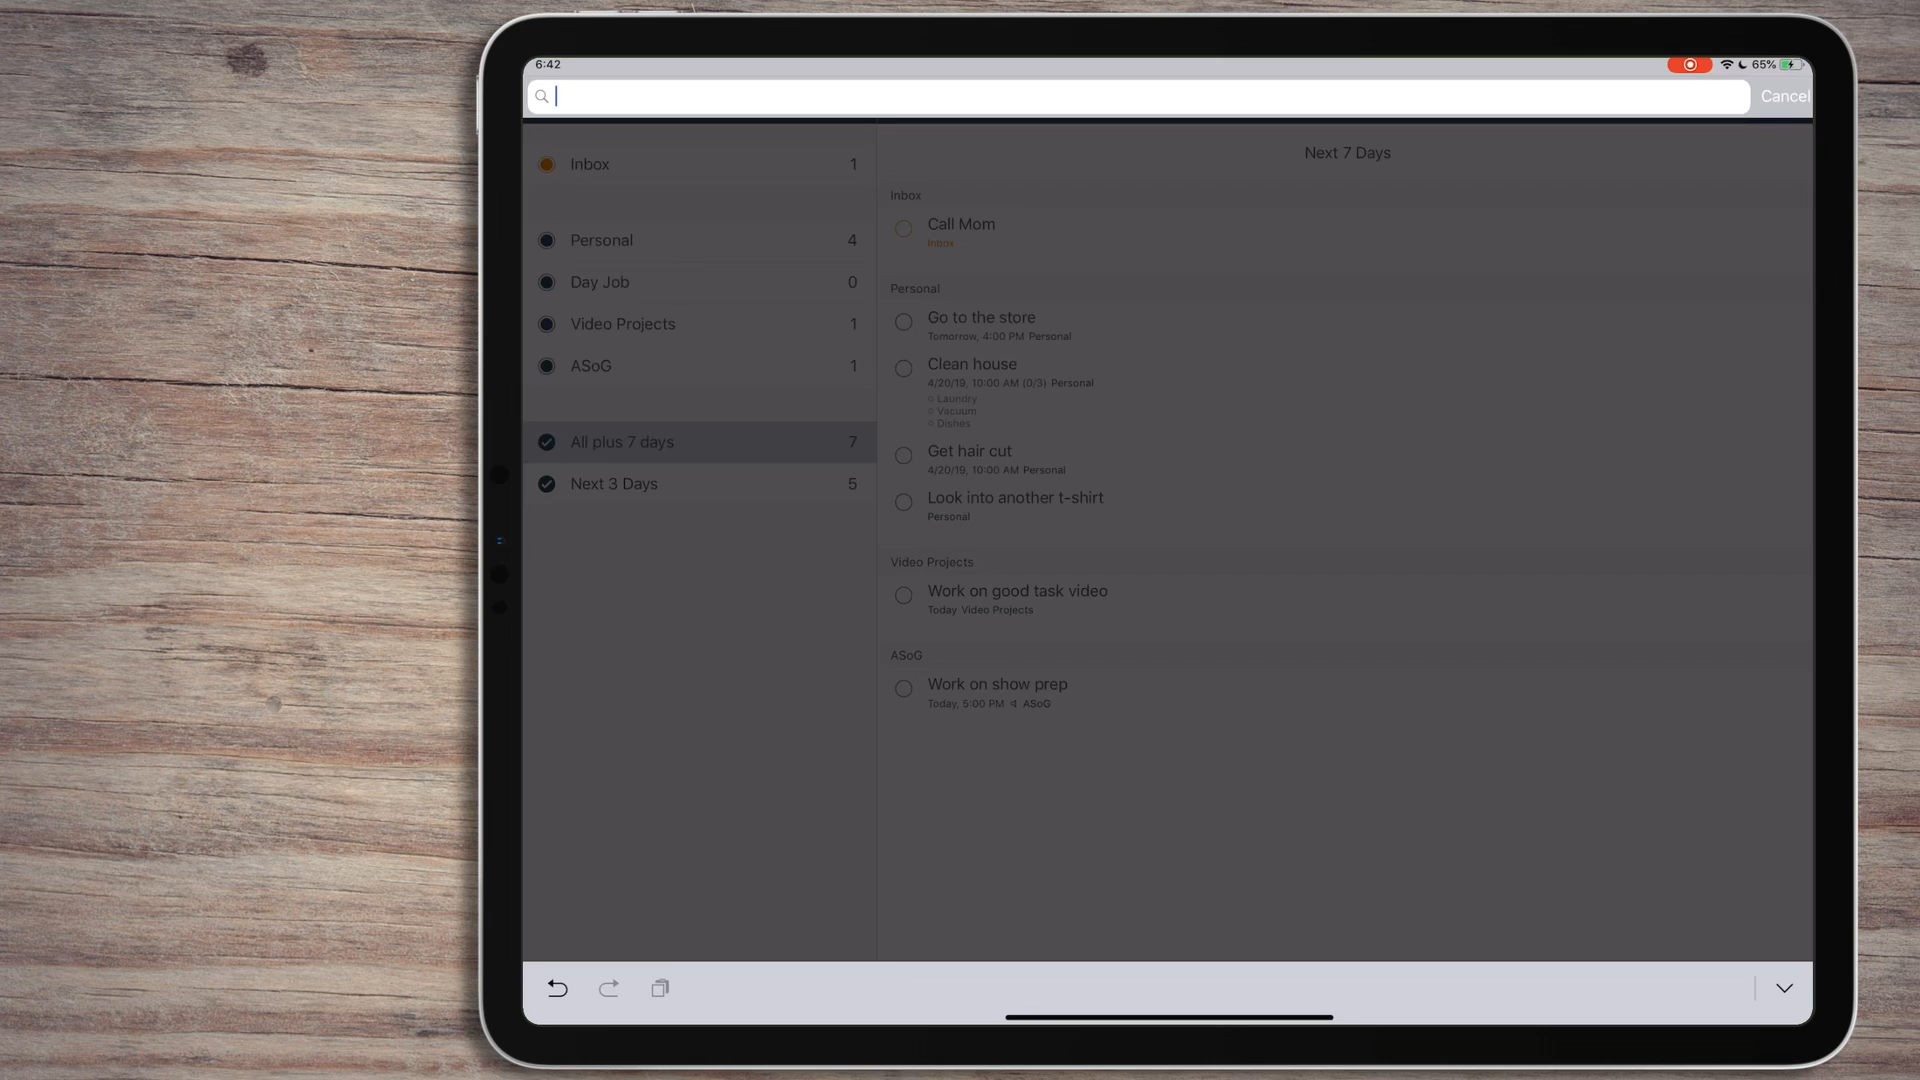 6:42
65%
Cancel
Inbox 1
Personal 4
Day Job 0
Video Projects 1
ASoG 1
All plus 7 days 7
Next 3 Days 5
Next 7 Days
Inbox
Call Mom
Inbox
Personal
Go to the store
Tomorrow, 4:00 PM Personal
Clean house
4/20/19, 10:00 AM (0/3) Personal
Laundry
Vacuum
Dishes
Get hair cut
4/20/19, 10:00 AM Personal
Look into another t-shirt
Personal
Video Projects
Work on good task video
Today Video Projects
ASoG
Work on show prep
Today, 5:00 PM ASoG